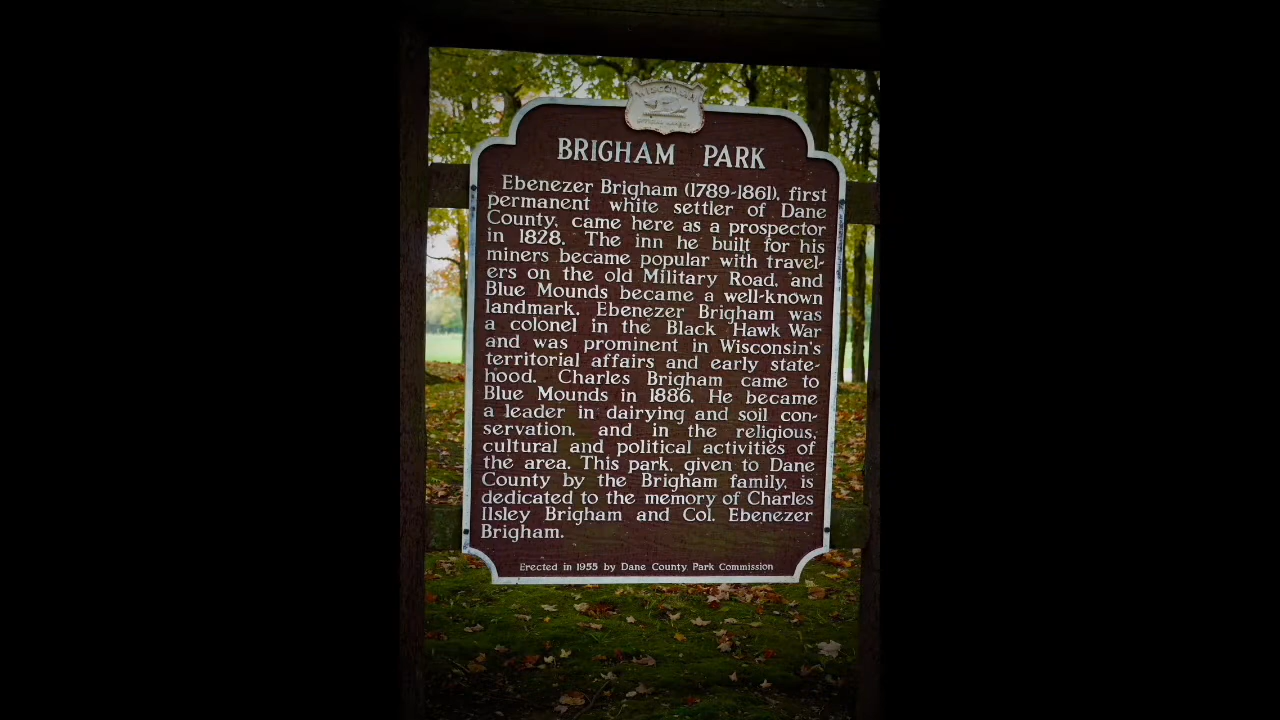 WISCONSIN
BRIGHAM PARK
Ebenezer Brigham (1789-1861), first
permanent white settler of Dane
County, came here as a prospector
in 1828. The inn he built for his
miners became popular with travel-
ers on the old Military Road, and
Blue Mounds became a well-known
landmark. Ebenezer Brigham was
a colonel in the Black Hawk War
and was prominent in Wisconsin's
territorial affairs and early state-
hood. Charles Brigham came to
Blue Mounds in 1886. He became
a leader in dairying and soil con-
servation, and in the religious,
cultural and political activities of
the area. This park, given to Dane
County by the Brigham family, is
dedicated to the memory of Charles
Ilsley Brigham and Col. Ebenezer
Brigham.
Erected in 1955 by Dane County Park Commission